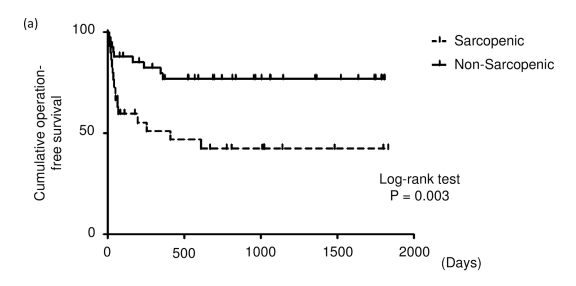 (a)
100
50
0
Cumulative operation-
free survival
Sarcopenic
Non-Sarcopenic
Log-rank test
P = 0.003
0 500 1000 1500 2000
(Days)